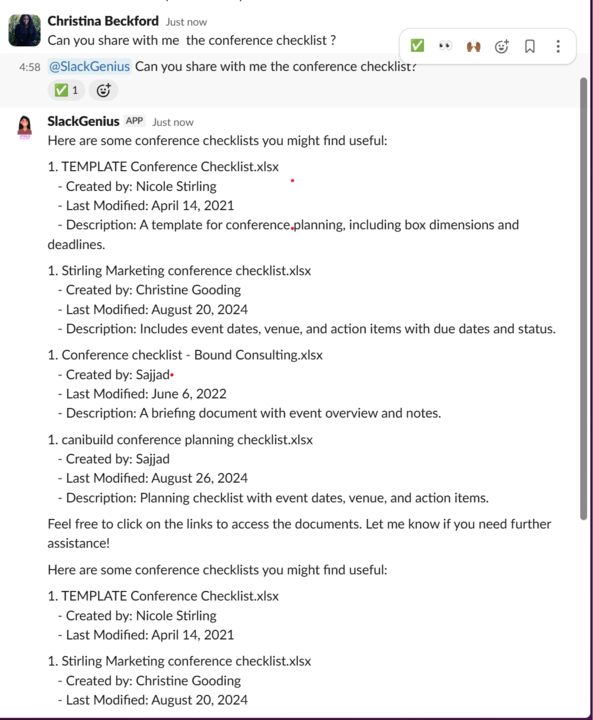 Christina Beckford Just now
Can you share with me the conference checklist ?
4:58 @SlackGenius Can you share with me the conference checklist?
1
SlackGenius APP Just now
Here are some conference checklists you might find useful:
1. TEMPLATE Conference Checklist.xlsx
- Created by: Nicole Stirling
- Last Modified: April 14, 2021
- Description: A template for conference planning, including box dimensions and
deadlines.
1. Stirling Marketing conference checklist.xlsx
- Created by: Christine Gooding
- Last Modified: August 20, 2024
- Description: Includes event dates, venue, and action items with due dates and status.
1. Conference checklist - Bound Consulting.xlsx
- Created by: Sajjad
- Last Modified: June 6, 2022
- Description: A briefing document with event overview and notes.
1. canibuild conference planning checklist.xlsx
- Created by: Sajjad
- Last Modified: August 26, 2024
- Description: Planning checklist with event dates, venue, and action items.
Feel free to click on the links to access the documents. Let me know if you need further
assistance!
Here are some conference checklists you might find useful:
1. TEMPLATE Conference Checklist.xlsx
- Created by: Nicole Stirling
- Last Modified: April 14, 2021
1. Stirling Marketing conference checklist.xlsx
- Created by: Christine Gooding
- Last Modified: August 20, 2024